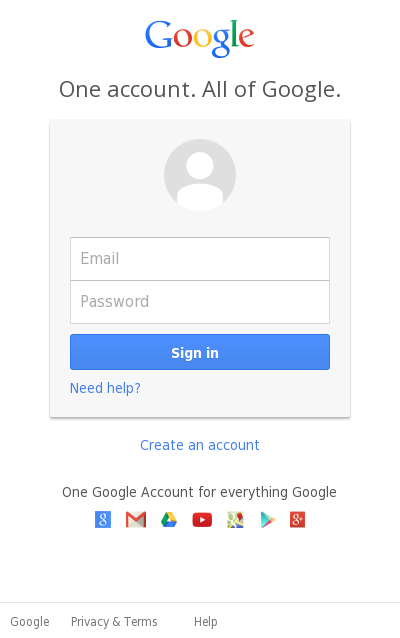 Google
One account. All of Google.
Email
Password
Sign in
Need help?
Create an account
One Google Account for everything Google
Google Privacy & Terms Help